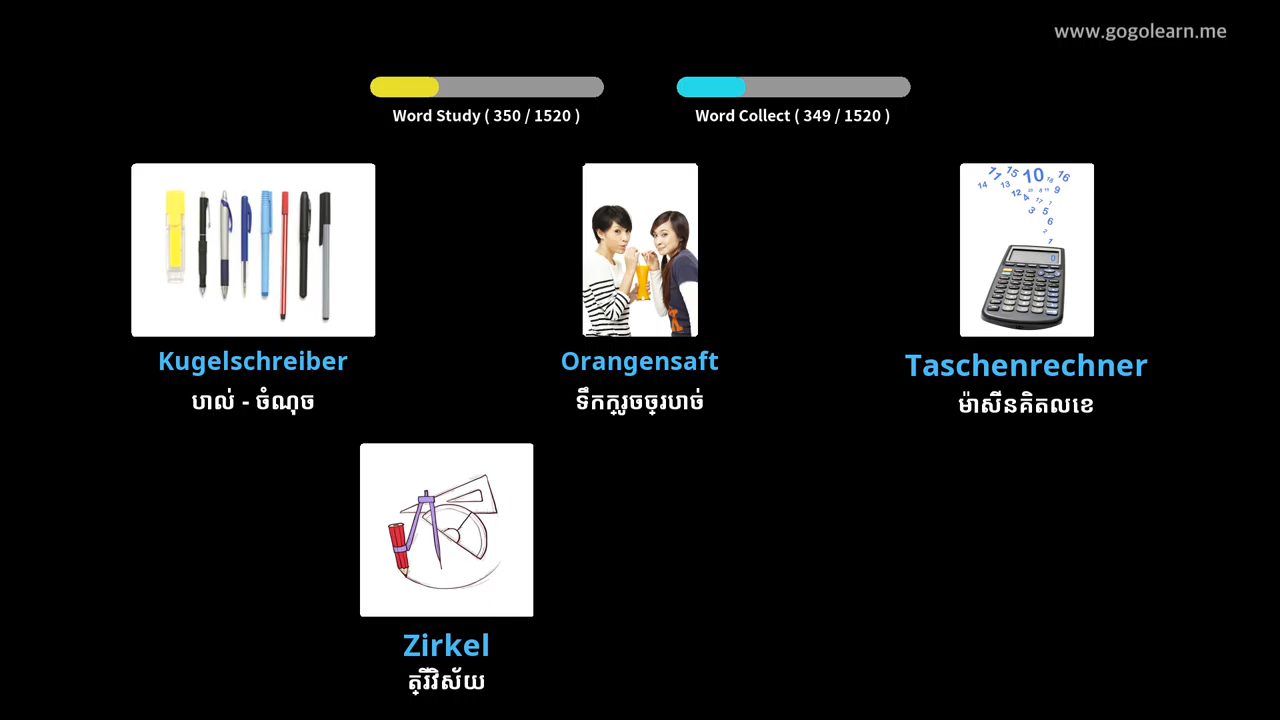 www.gogolearn.me
Word Study ( 350 / 1520 )
Word Collect ( 349 / 1520 )
Kugelschreiber
បាល់ - ចំណុច
Orangensaft
ទឹកក្រូចច្របាច់
Taschenrechner
ម៉ាស៊ីនគិតលេខ
Zirkel
ត្រីវិស័យ